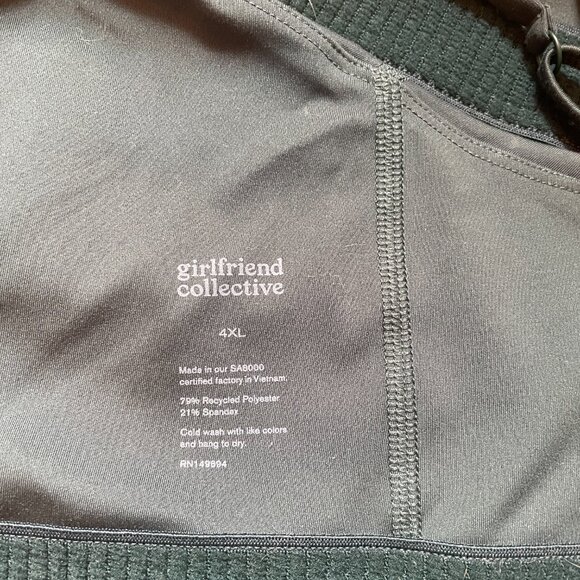 girlfriend
collective
4XL
Made in our SA8000
certified factory in Vietnam.
79% Recycled Polyester
21% Spandex
Cold wash with like colors
and hang to dry.
RN149894